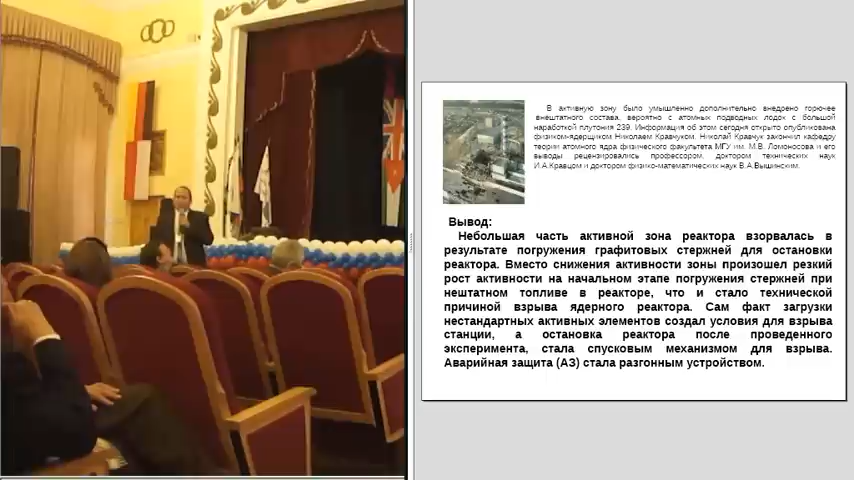 В активную зону было умышленно дополнительно внедрено горючее
внештатного состава, вероятно с атомных подводных лодок с большой
наработкой плутония 239. Информация об этом сегодня открыто опубликована
физиком-ядерщиком Николаем Кравчуком. Николай Кравчук закончил кафедру
теории атомного ядра физического факультета МГУ им. М.В. Ломоносова и его
выводы рецензировались профессором, доктором технических наук
И.А.Кравцом и доктором физико-математических наук В.А.Вышинским.
Вывод:
Небольшая часть активной зона реактора взорвалась в
результате погружения графитовых стержней для остановки
реактора. Вместо снижения активности зоны произошел резкий
рост активности на начальном этапе погружения стержней при
нештатном топливе в реакторе, что и стало технической
причиной взрыва ядерного реактора. Сам факт загрузки
нестандартных активных элементов создал условия для взрыва
станции, а остановка реактора после проведенного
эксперимента, стала спусковым механизмом для взрыва.
Аварийная защита (АЗ) стала разгонным устройством.